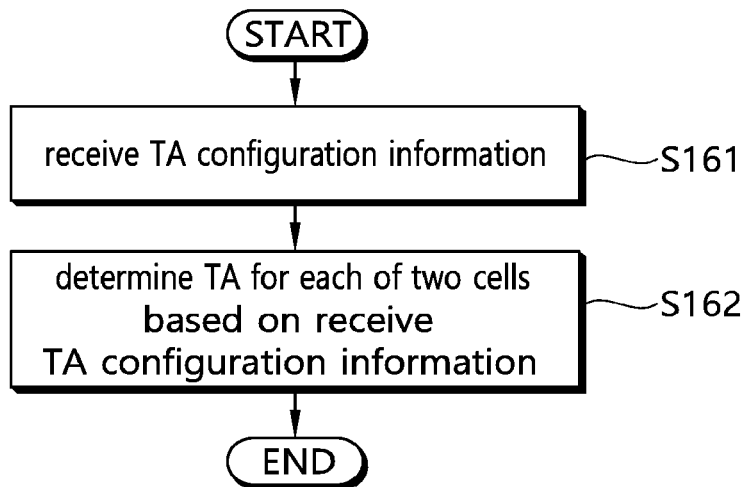 START
receive TA configuration information
S161
determine TA for each of two cells
based on receive
TA configuration information
S162
END